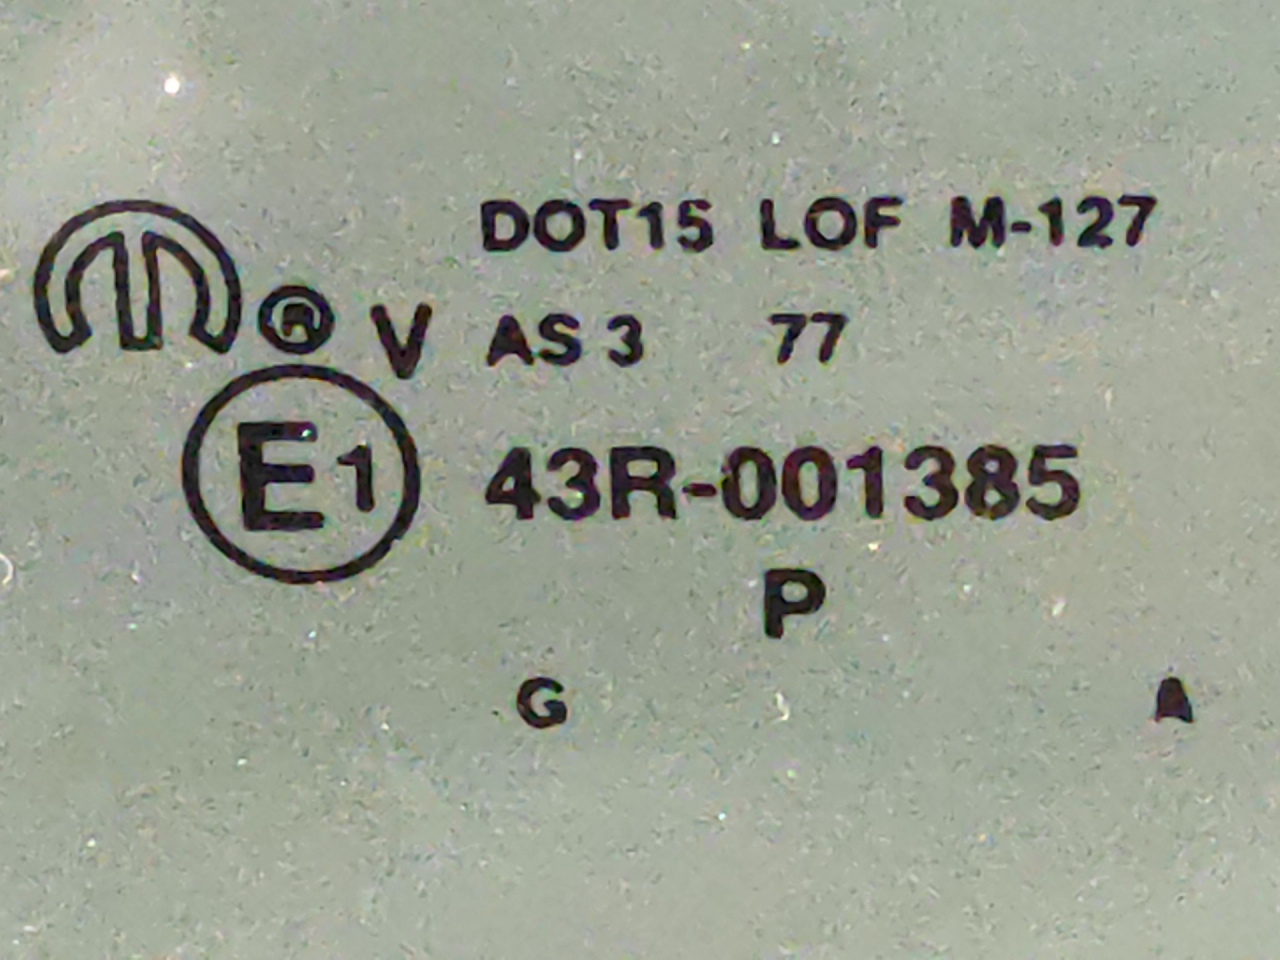 ® V
DOT15 LOF M-127
AS 3 77
E1 43R-001385
P
G A